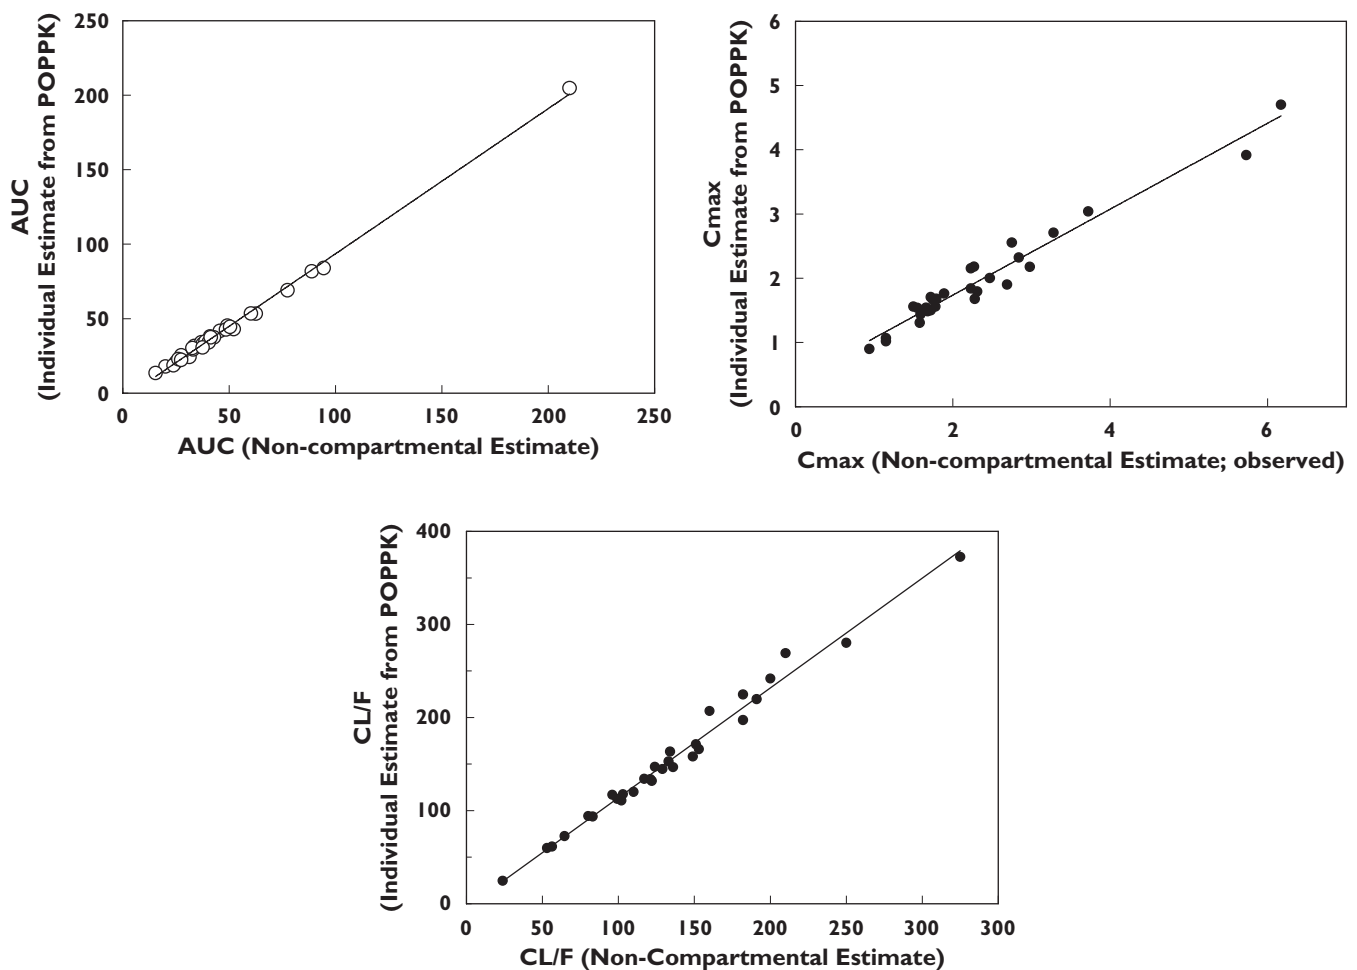 AUC
(Individual Estimate from POPPK)
250
200
150
100
50
0
0 50 100 150 200 250
AUC (Non-compartmental Estimate)
Cmax
(Individual Estimate from POPPK)
6
5
4
3
2
1
0
0 2 4 6
Cmax (Non-compartmental Estimate; observed)
CL/F
(Individual Estimate from POPPK)
400
300
200
100
0
0 50 100 150 200 250 300 300
CL/F (Non-Compartmental Estimate)